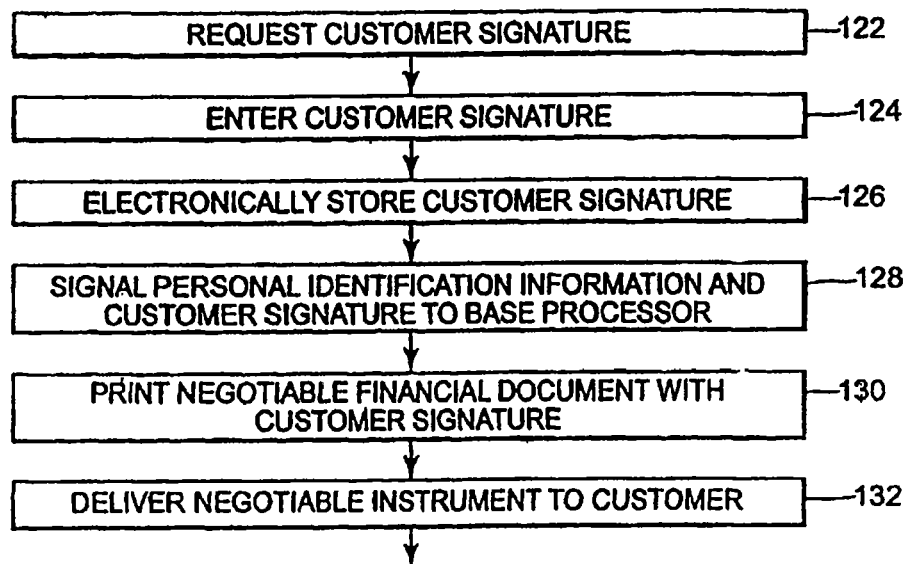 REQUEST CUSTOMER SIGNATURE 122
ENTER CUSTOMER SIGNATURE 124
ELECTRONICALLY STORE CUSTOMER SIGNATURE 126
SIGNAL PERSONAL IDENTIFICATION INFORMATION AND 128
CUSTOMER SIGNATURE TO BASE PROCESSOR
PRINT NEGOTIABLE FINANCIAL DOCUMENT WITH 130
CUSTOMER SIGNATURE
DELIVER NEGOTIABLE INSTRUMENT TO CUSTOMER 132